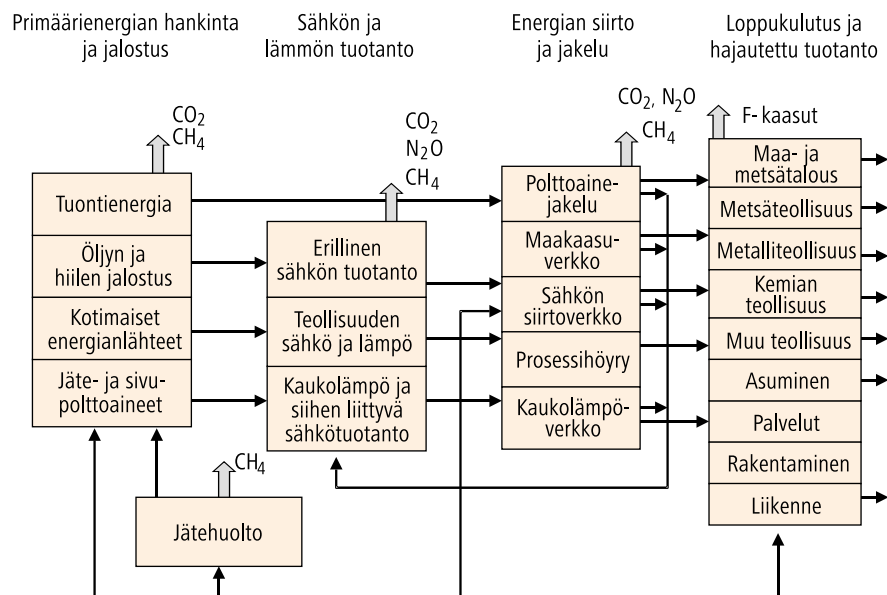 Primäärienergian hankinta
ja jalostus
Sähkön ja
lämmön tuotanto
Energian siirto
ja jakelu
Loppukulutus ja
hajautettu tuotanto
CO₂
CH₄
Tuontienergia
Öljyn ja
hiilen jalostus
Kotimaiset
energianlähteet
Jäte- ja sivu-
polttoaineet
CH₄
Jätehuolto
CO₂
N₂O
CH₄
Erillinen
sähkön tuotanto
Teollisuuden
sähkö ja lämpö
Kaukolämpö ja
siihen liittyvä
sähkötuotanto
CO₂, N₂O
CH₄
Polttoaine-
jakelu
Maakaasu-
verkko
Sähkön
siirtoverkko
Prosessihöyry
Kaukolämpö-
verkko
F- kaasut
Maa- ja
metsätalous
Metsäteollisuus
Metalliteollisuus
Kemian
teollisuus
Muu teollisuus
Asuminen
Palvelut
Rakentaminen
Liikenne